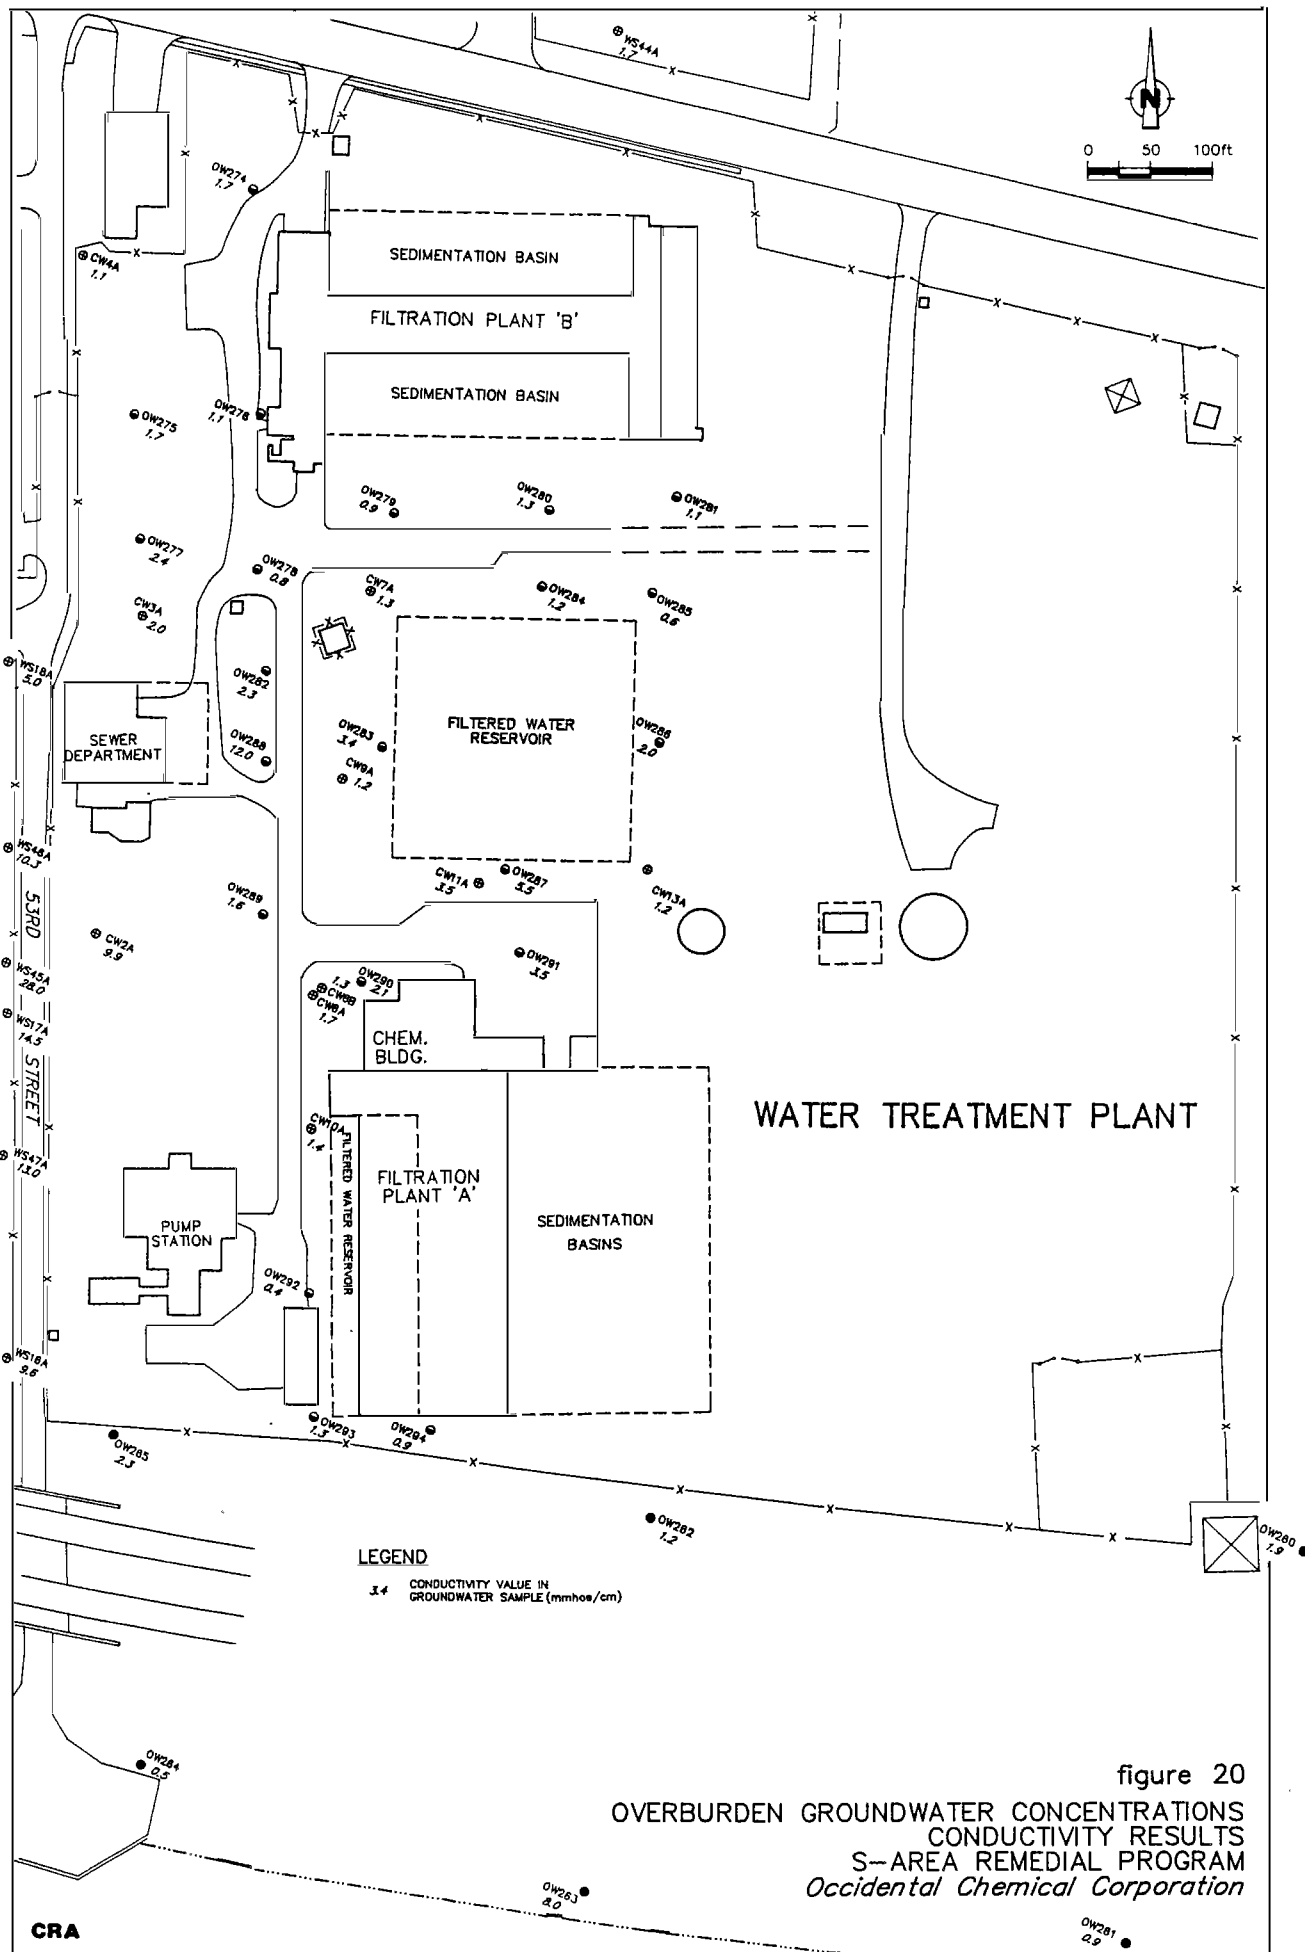 WS44A
1.7
N
0 50 100ft
OW274
1.7
CW4A
1.1
SEDIMENTATION BASIN
FILTRATION PLANT 'B'
SEDIMENTATION BASIN
OW275
1.7
OW276
1.1
OW279
0.9
OW280
1.3
OW281
1.1
OW277
2.4
OW278
0.8
CW7A
1.3
OW284
1.2
OW285
0.6
CW3A
2.0
WS18A
5.0
OW282
2.3
SEWER
DEPARTMENT
OW288
12.0
OW283
3.4
CW9A
1.2
FILTERED WATER
RESERVOIR
OW286
2.0
WS46A
10.3
CW11A
3.5
OW287
5.5
CW13A
1.2
OW289
1.6
53RD STREET
CW2A
9.9
WS45A
28.0
OW291
3.5
OW290
2.1
1.3
CW8B
CW8A
1.7
WS17A
14.5
CHEM.
BLDG.
WATER TREATMENT PLANT
CW10A
1.4
WS47A
13.0
FILTERED WATER RESERVOIR
FILTRATION
PLANT 'A'
PUMP
STATION
SEDIMENTATION
BASINS
OW292
0.4
WS16A
9.6
OW293
1.3
OW294
0.9
OW265
2.3
OW262
1.2
OW260
1.9
LEGEND
3.4 CONDUCTIVITY VALUE IN
GROUNDWATER SAMPLE (mmhos/cm)
OW264
0.5
figure 20
OVERBURDEN GROUNDWATER CONCENTRATIONS
CONDUCTIVITY RESULTS
S-AREA REMEDIAL PROGRAM
Occidental Chemical Corporation
OW263
8.0
OW261
0.9
CRA